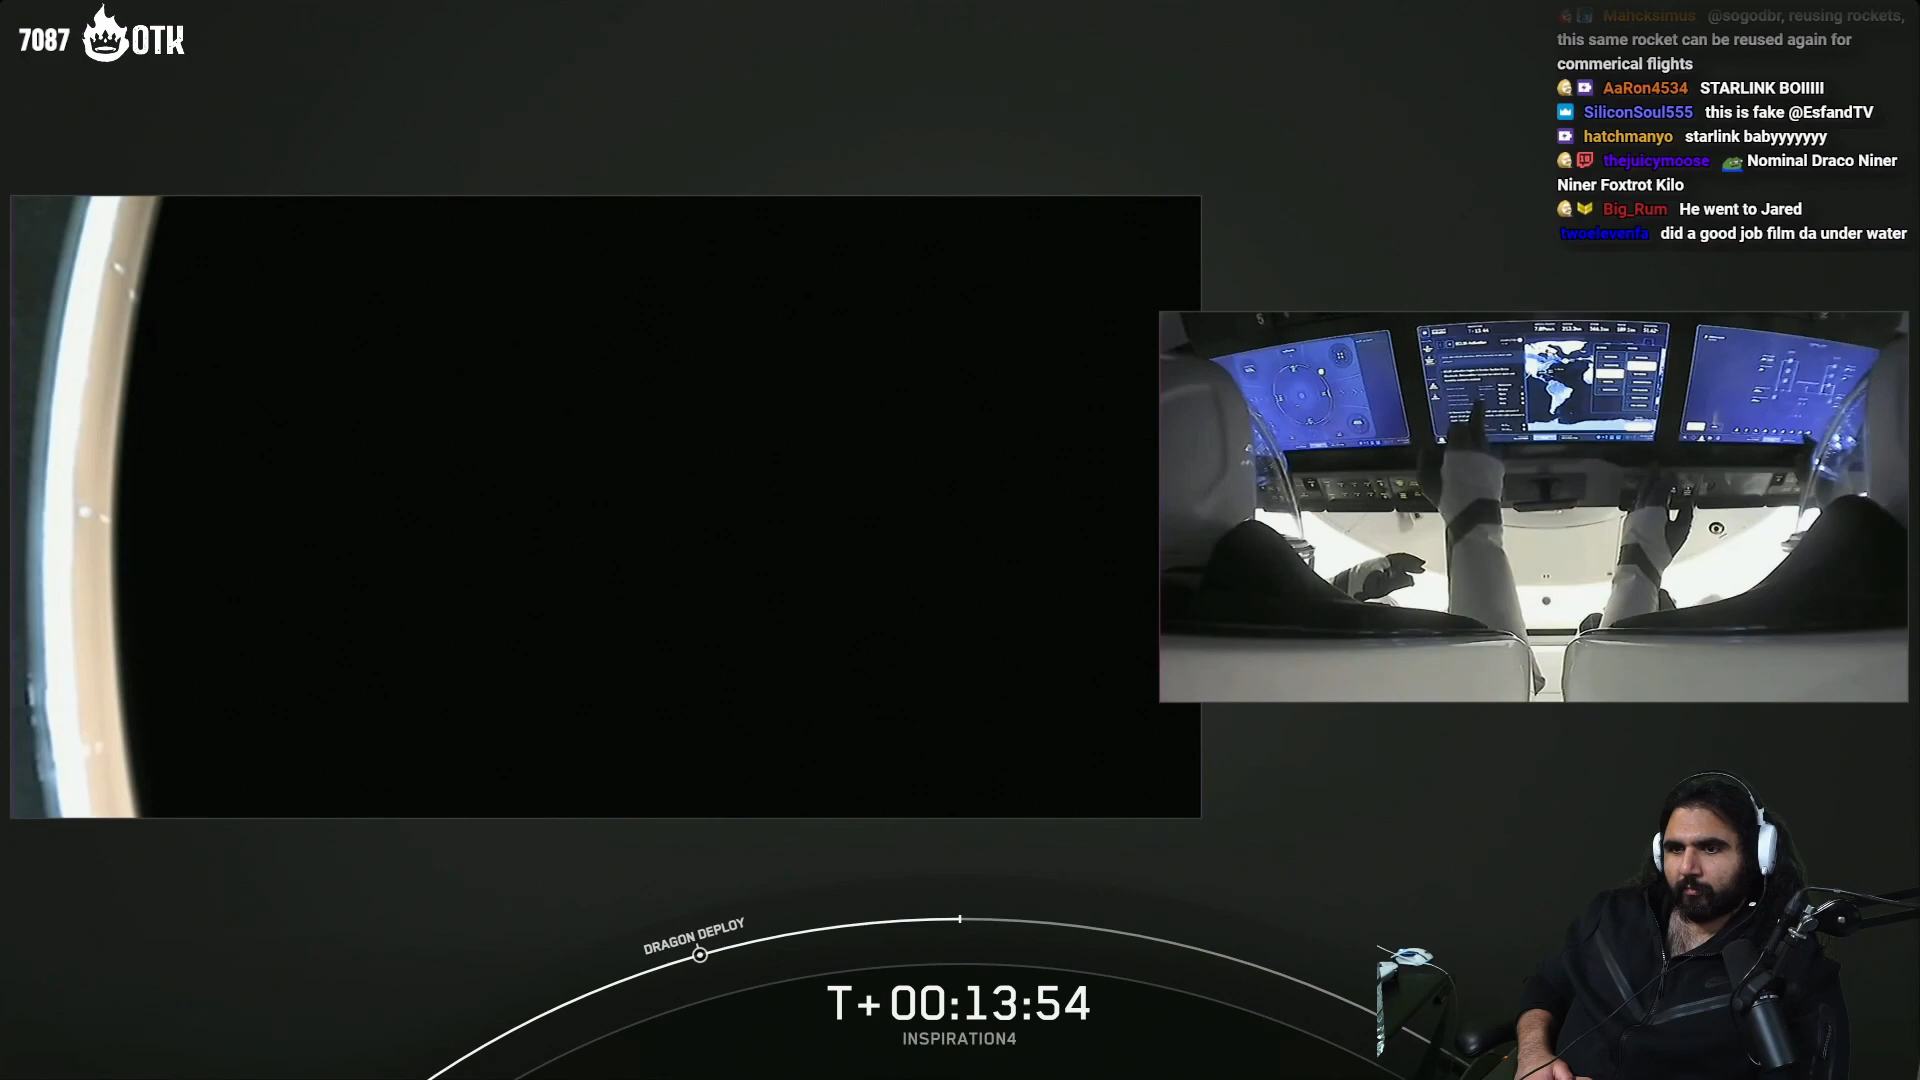 7087 OTK
Mahcksimus @sogodbr, reusing rockets,
this same rocket can be reused again for
commerical flights
AaRon4534 STARLINK BOIIIII
SiliconSoul555 this is fake @EsfandTV
hatchmanyo starlink babyyyyyyy
thejuicymoose Nominal Draco Niner
Niner Foxtrot Kilo
Big_Rum He went to Jared
twoelevenfa did a good job film da under water
DRAGON DEPLOY
T+00:13:54
INSPIRATION4